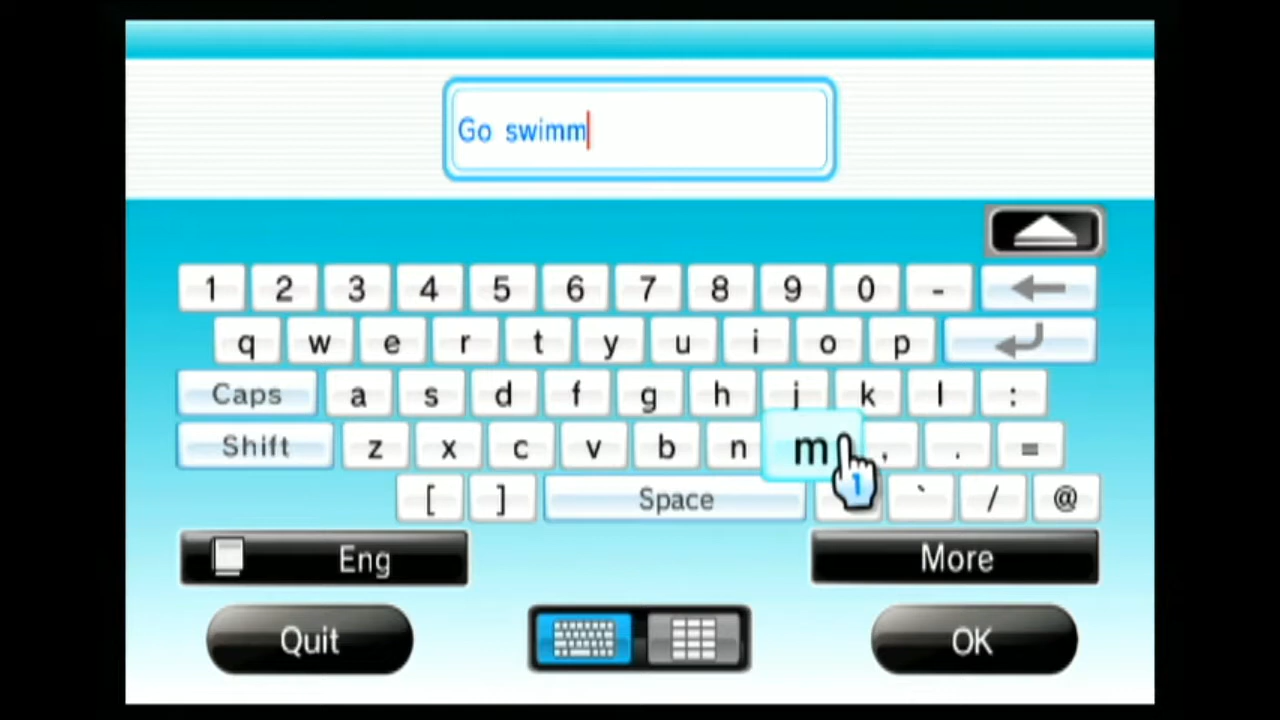 Go swimm
1 2 3 4 5 6 7 8 9 0 -
q w e r t y u i o p
Caps a s d f g h j k l :
Shift z x c v b n m , . =
[ ] Space ` / @
Eng More
Quit OK
1